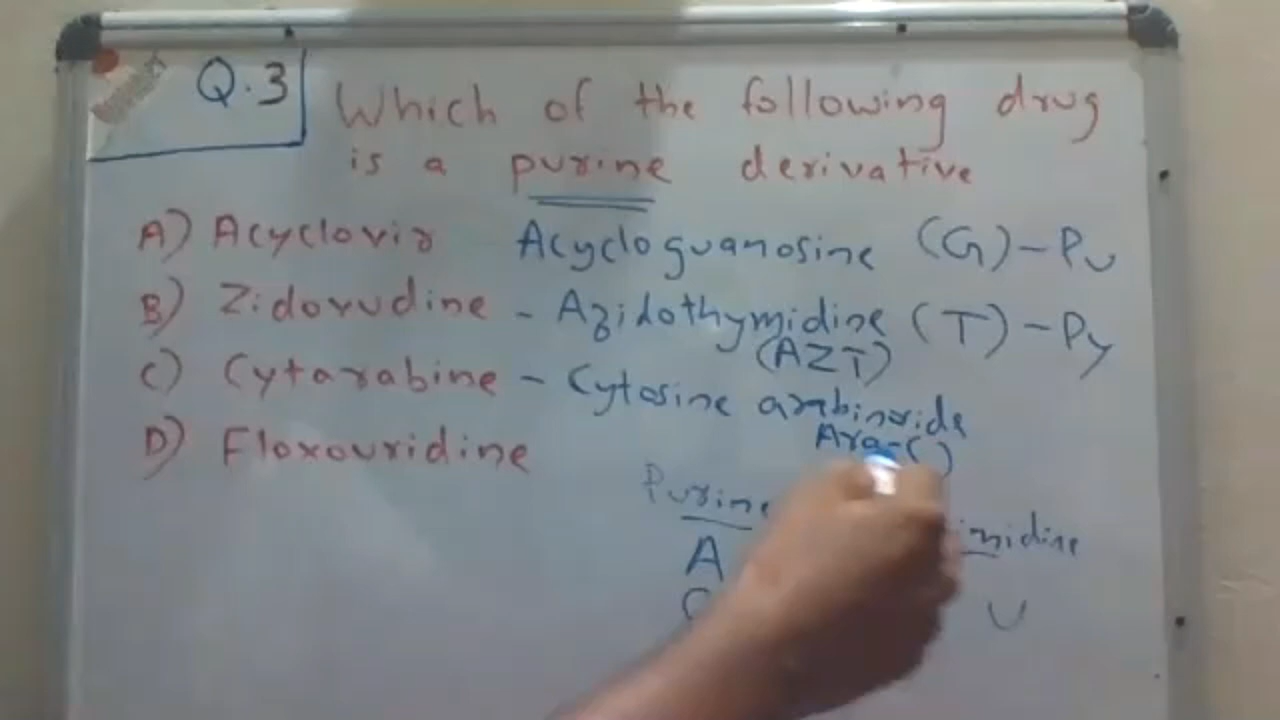 Q.3
Which of the following drug
is a purine derivative
A) Acyclovir Acycloguanosine (G) - Pu
B) Zidovudine - Azidothymidine (T) - Py
(AZT)
C) Cytarabine - Cytosine arabinoside
Ara-C
D) Floxouridine
Purine imidine
A
U